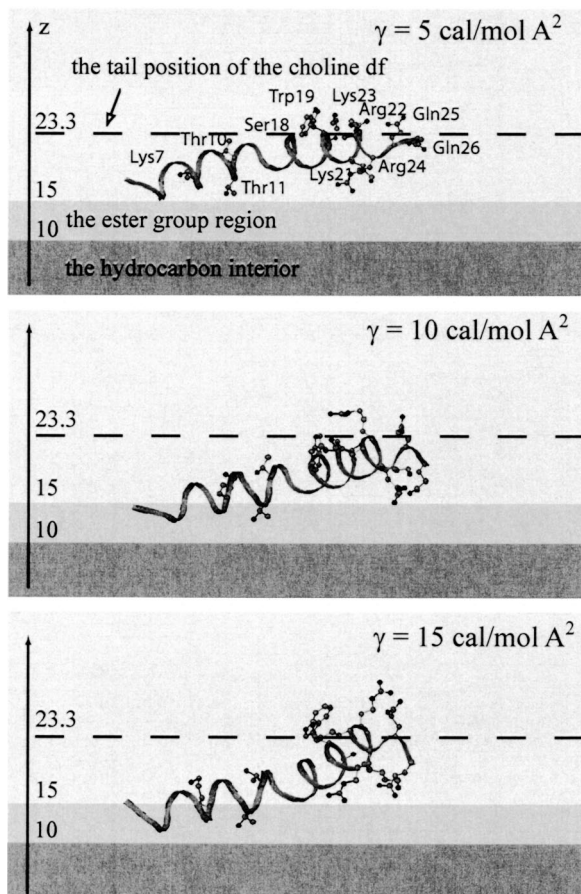 z
γ = 5 cal/mol A²
the tail position of the choline df
Trp19 Lys23
Arg22 Gln25
23.3
Thr10 Ser18
Gln26
Lys7
Arg24
Thr11 Lys21
15
the ester group region
10
the hydrocarbon interior
γ = 10 cal/mol A²
23.3
15
10
γ = 15 cal/mol A²
23.3
15
10